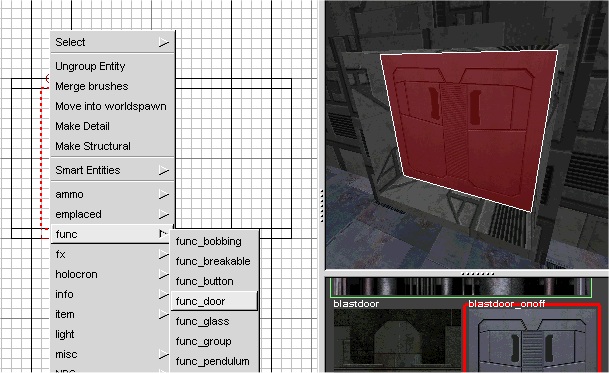 Select
Ungroup Entity
Merge brushes
Move into worldspawn
Make Detail
Make Structural
Smart Entities
ammo
emplaced
func
fx
holocron
info
item
light
misc
NPC
func_bobbing
func_breakable
func_button
func_door
func_glass
func_group
func_pendulum
blastdoor
blastdoor_onoff